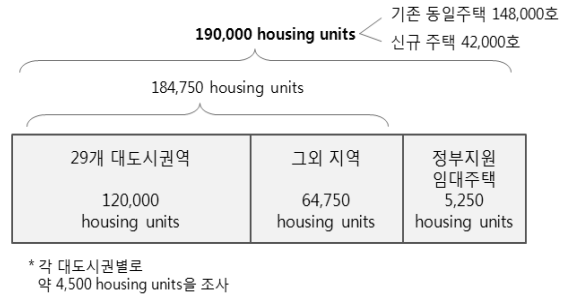 기존 동일주택 148,000호
190,000 housing units
신규 주택 42,000호
184,750 housing units
29개 대도시권역
120,000
housing units
그외 지역
64,750
housing units
정부지원
임대주택
5,250
housing units
* 각 대도시권별로
약 4,500 housing units을 조사